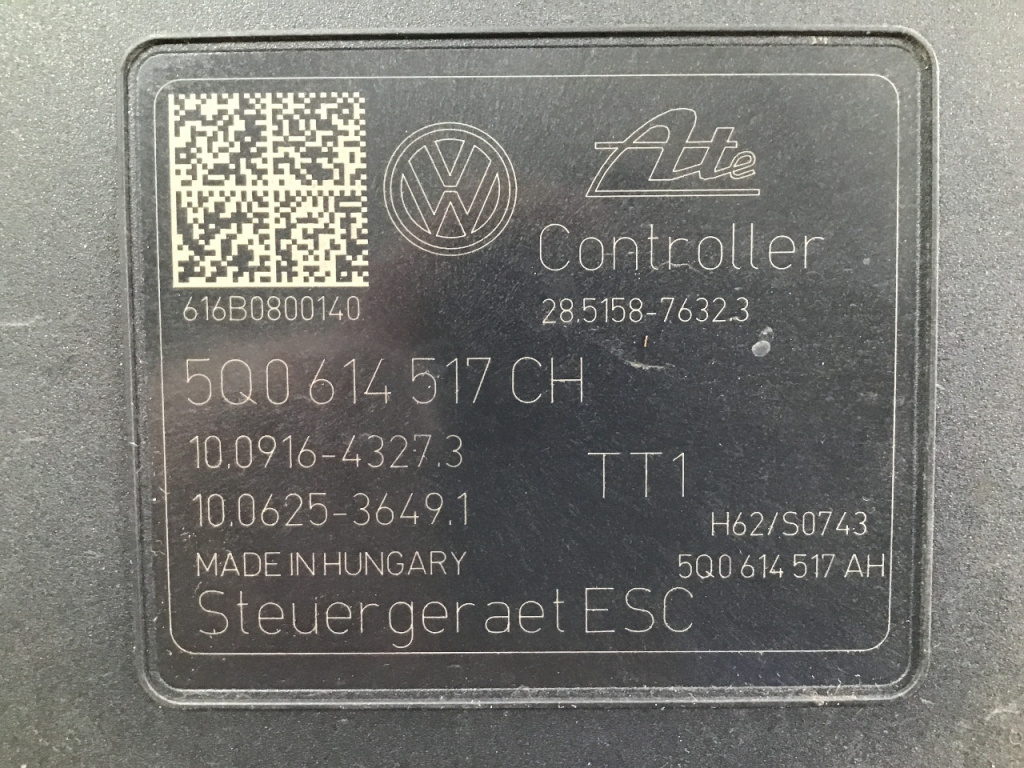 Ate
Controller
28.5158-7632.3
616B0800140
5Q0 614 517 CH
10.0916-4327.3
10.0625-3649.1
TT1
H62/S0743
MADE IN HUNGARY
5Q0 614 517 AH
Steuergeraet ESC